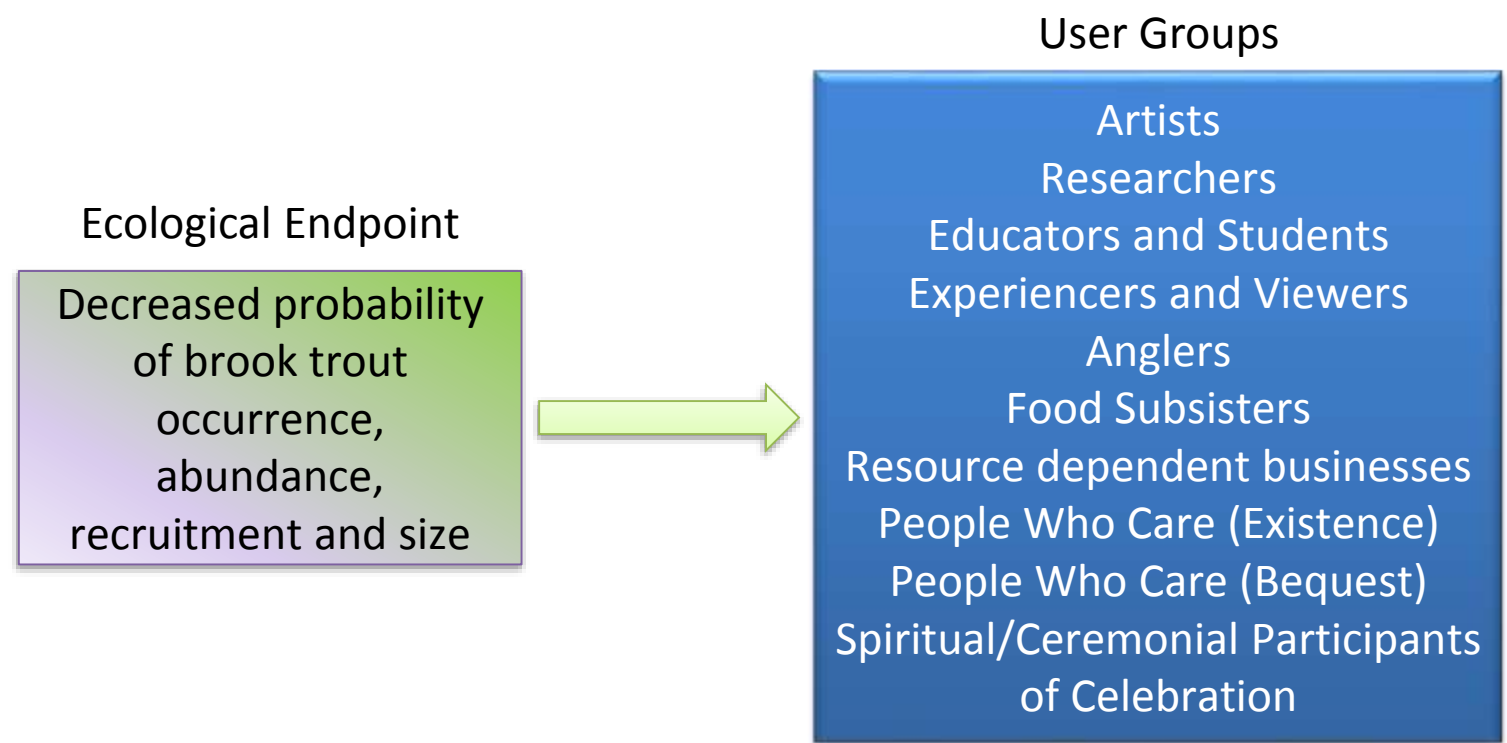 Ecological Endpoint
Decreased probability
of brook trout
occurrence,
abundance,
recruitment and size
User Groups
Artists
Researchers
Educators and Students
Experiencers and Viewers
Anglers
Food Subsisters
Resource dependent businesses
People Who Care (Existence)
People Who Care (Bequest)
Spiritual/Ceremonial Participants
of Celebration